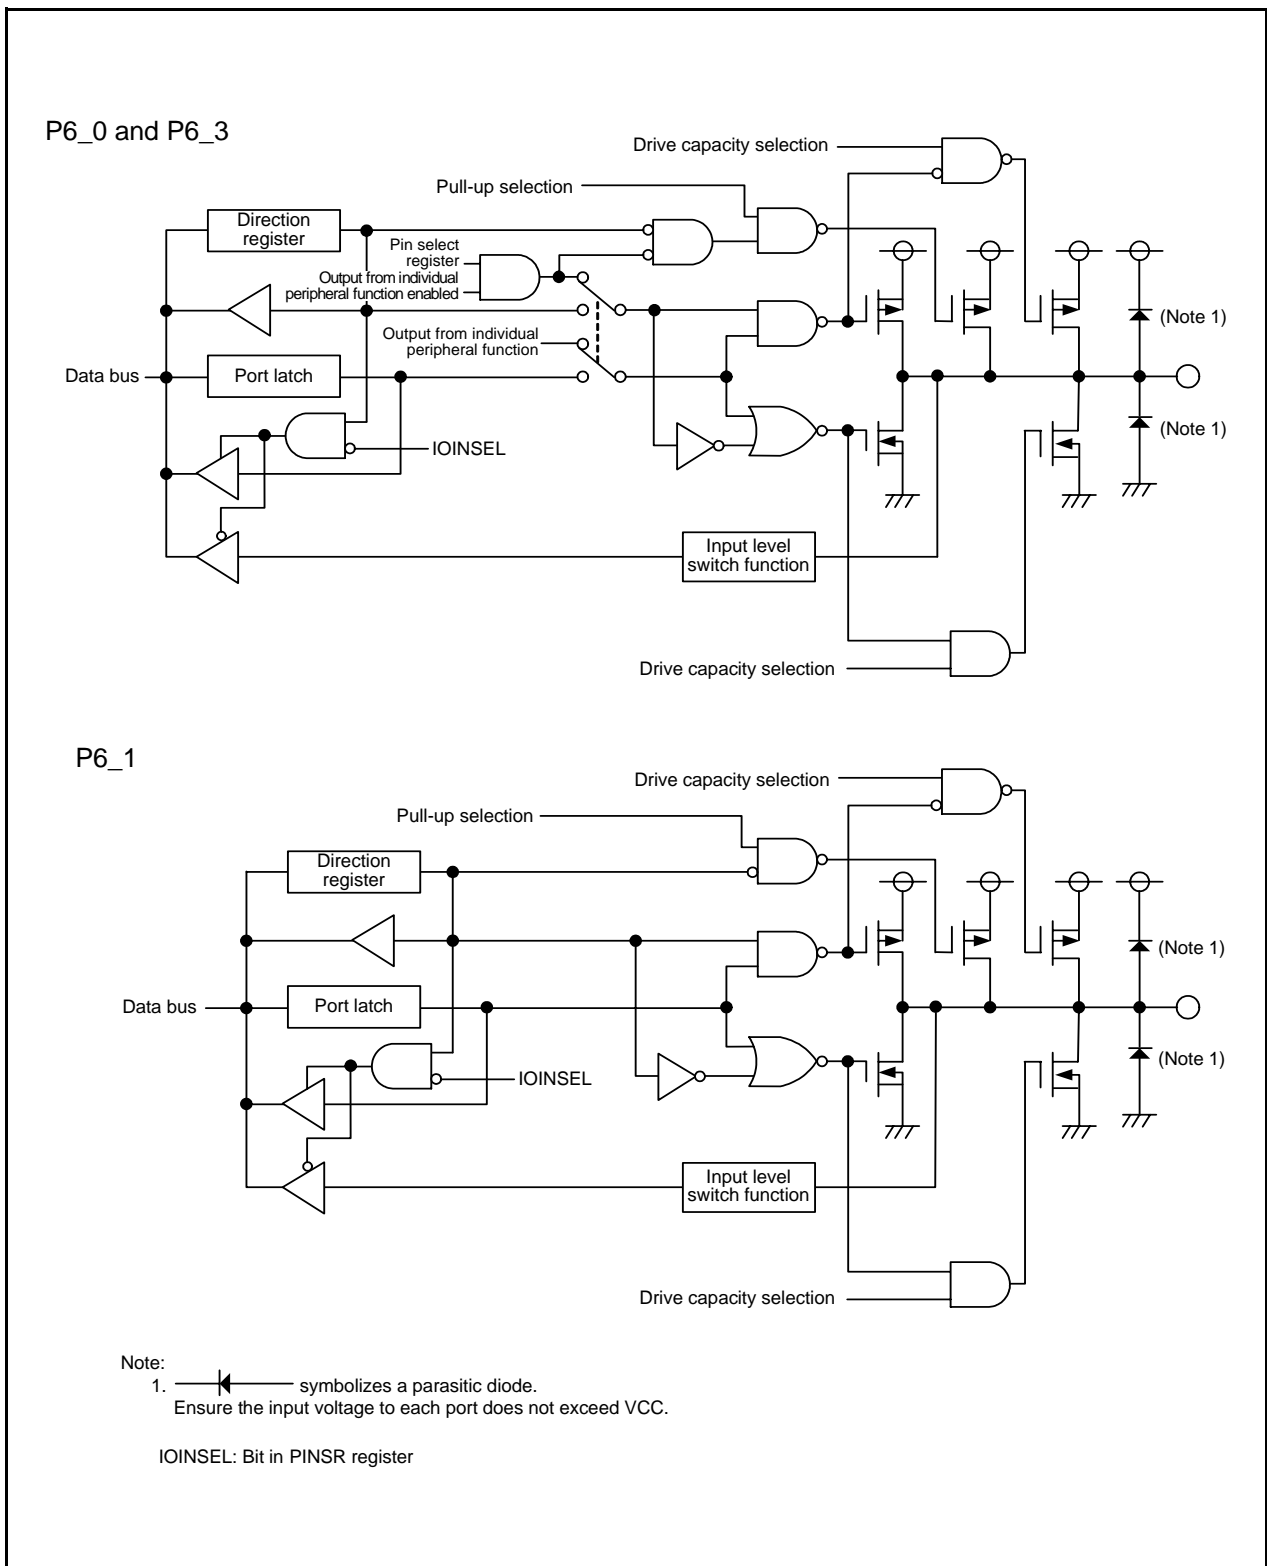 P6_0 and P6_3
Drive capacity selection
Pull-up selection
Direction
register
Pin select
register
Output from individual
peripheral function enabled
(Note 1)
Output from individual
peripheral function
Data bus
Port latch
(Note 1)
IOINSEL
Input level
switch function
Drive capacity selection
P6_1
Drive capacity selection
Pull-up selection
Direction
register
(Note 1)
Data bus
Port latch
(Note 1)
IOINSEL
Input level
switch function
Drive capacity selection
Note:
1. symbolizes a parasitic diode.
Ensure the input voltage to each port does not exceed VCC.
IOINSEL: Bit in PINSR register